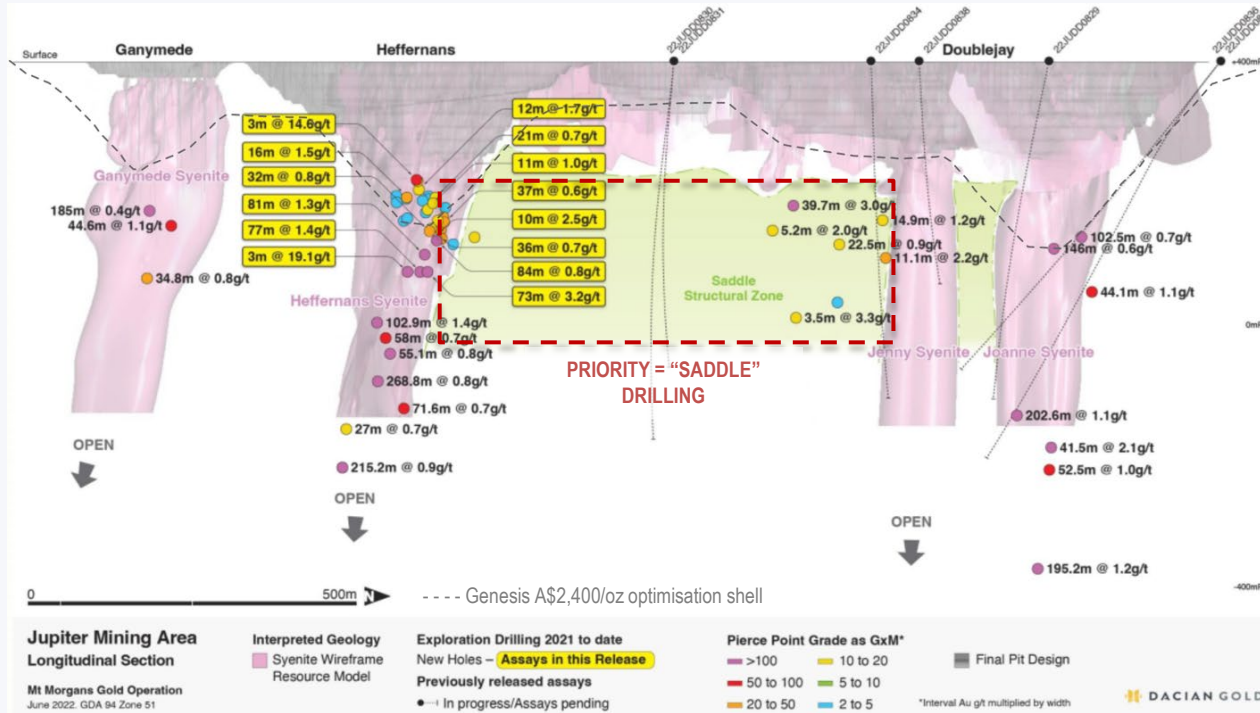 22JUDD0830
22JUDD0831
22JUDD0834
22JUDD0838
22JUDD0829
Surface
Ganymede
Heffernans
Doublejay
+400m
12m @ 1.7g/t
3m @ 14.6g/t
21m @ 0.7g/t
16m @ 1.5g/t
11m @ 1.0g/t
32m @ 0.8g/t
37m @ 0.6g/t
81m @ 1.3g/t
10m @ 2.5g/t
77m @ 1.4g/t
36m @ 0.7g/t
3m @ 19.1g/t
84m @ 0.8g/t
73m @ 3.2g/t
Ganymede Syenite
185m @ 0.4g/t
44.6m @ 1.1g/t
34.8m @ 0.8g/t
39.7m @ 3.0g/t
14.9m @ 1.2g/t
5.2m @ 2.0g/t
22.5m @ 0.9g/t
11.1m @ 2.2g/t
102.5m @ 0.7g/t
146m @ 0.6g/t
44.1m @ 1.1g/t
Saddle
Structural Zone
3.5m @ 3.3g/t
Heffernans Syenite
102.9m @ 1.4g/t
58m @ 0.7g/t
55.1m @ 0.8g/t
268.8m @ 0.8g/t
71.6m @ 0.7g/t
27m @ 0.7g/t
215.2m @ 0.9g/t
0m
Jenny Syenite
Joanne Syenite
PRIORITY = “SADDLE”
DRILLING
202.6m @ 1.1g/t
41.5m @ 2.1g/t
52.5m @ 1.0g/t
195.2m @ 1.2g/t
OPEN
OPEN
OPEN
-400m
0
500m
N
---- Genesis A$2,400/oz optimisation shell
Jupiter Mining Area
Longitudinal Section
Mt Morgans Gold Operation
June 2022. GDA 94 Zone 51
Interpreted Geology
Syenite Wireframe
Resource Model
Exploration Drilling 2021 to date
New Holes – Assays in this Release
Previously released assays
In progress/Assays pending
Pierce Point Grade as GxM*
>100
50 to 100
20 to 50
10 to 20
5 to 10
2 to 5
Final Pit Design
*Interval Au g/t multiplied by width
DACIAN GOLD